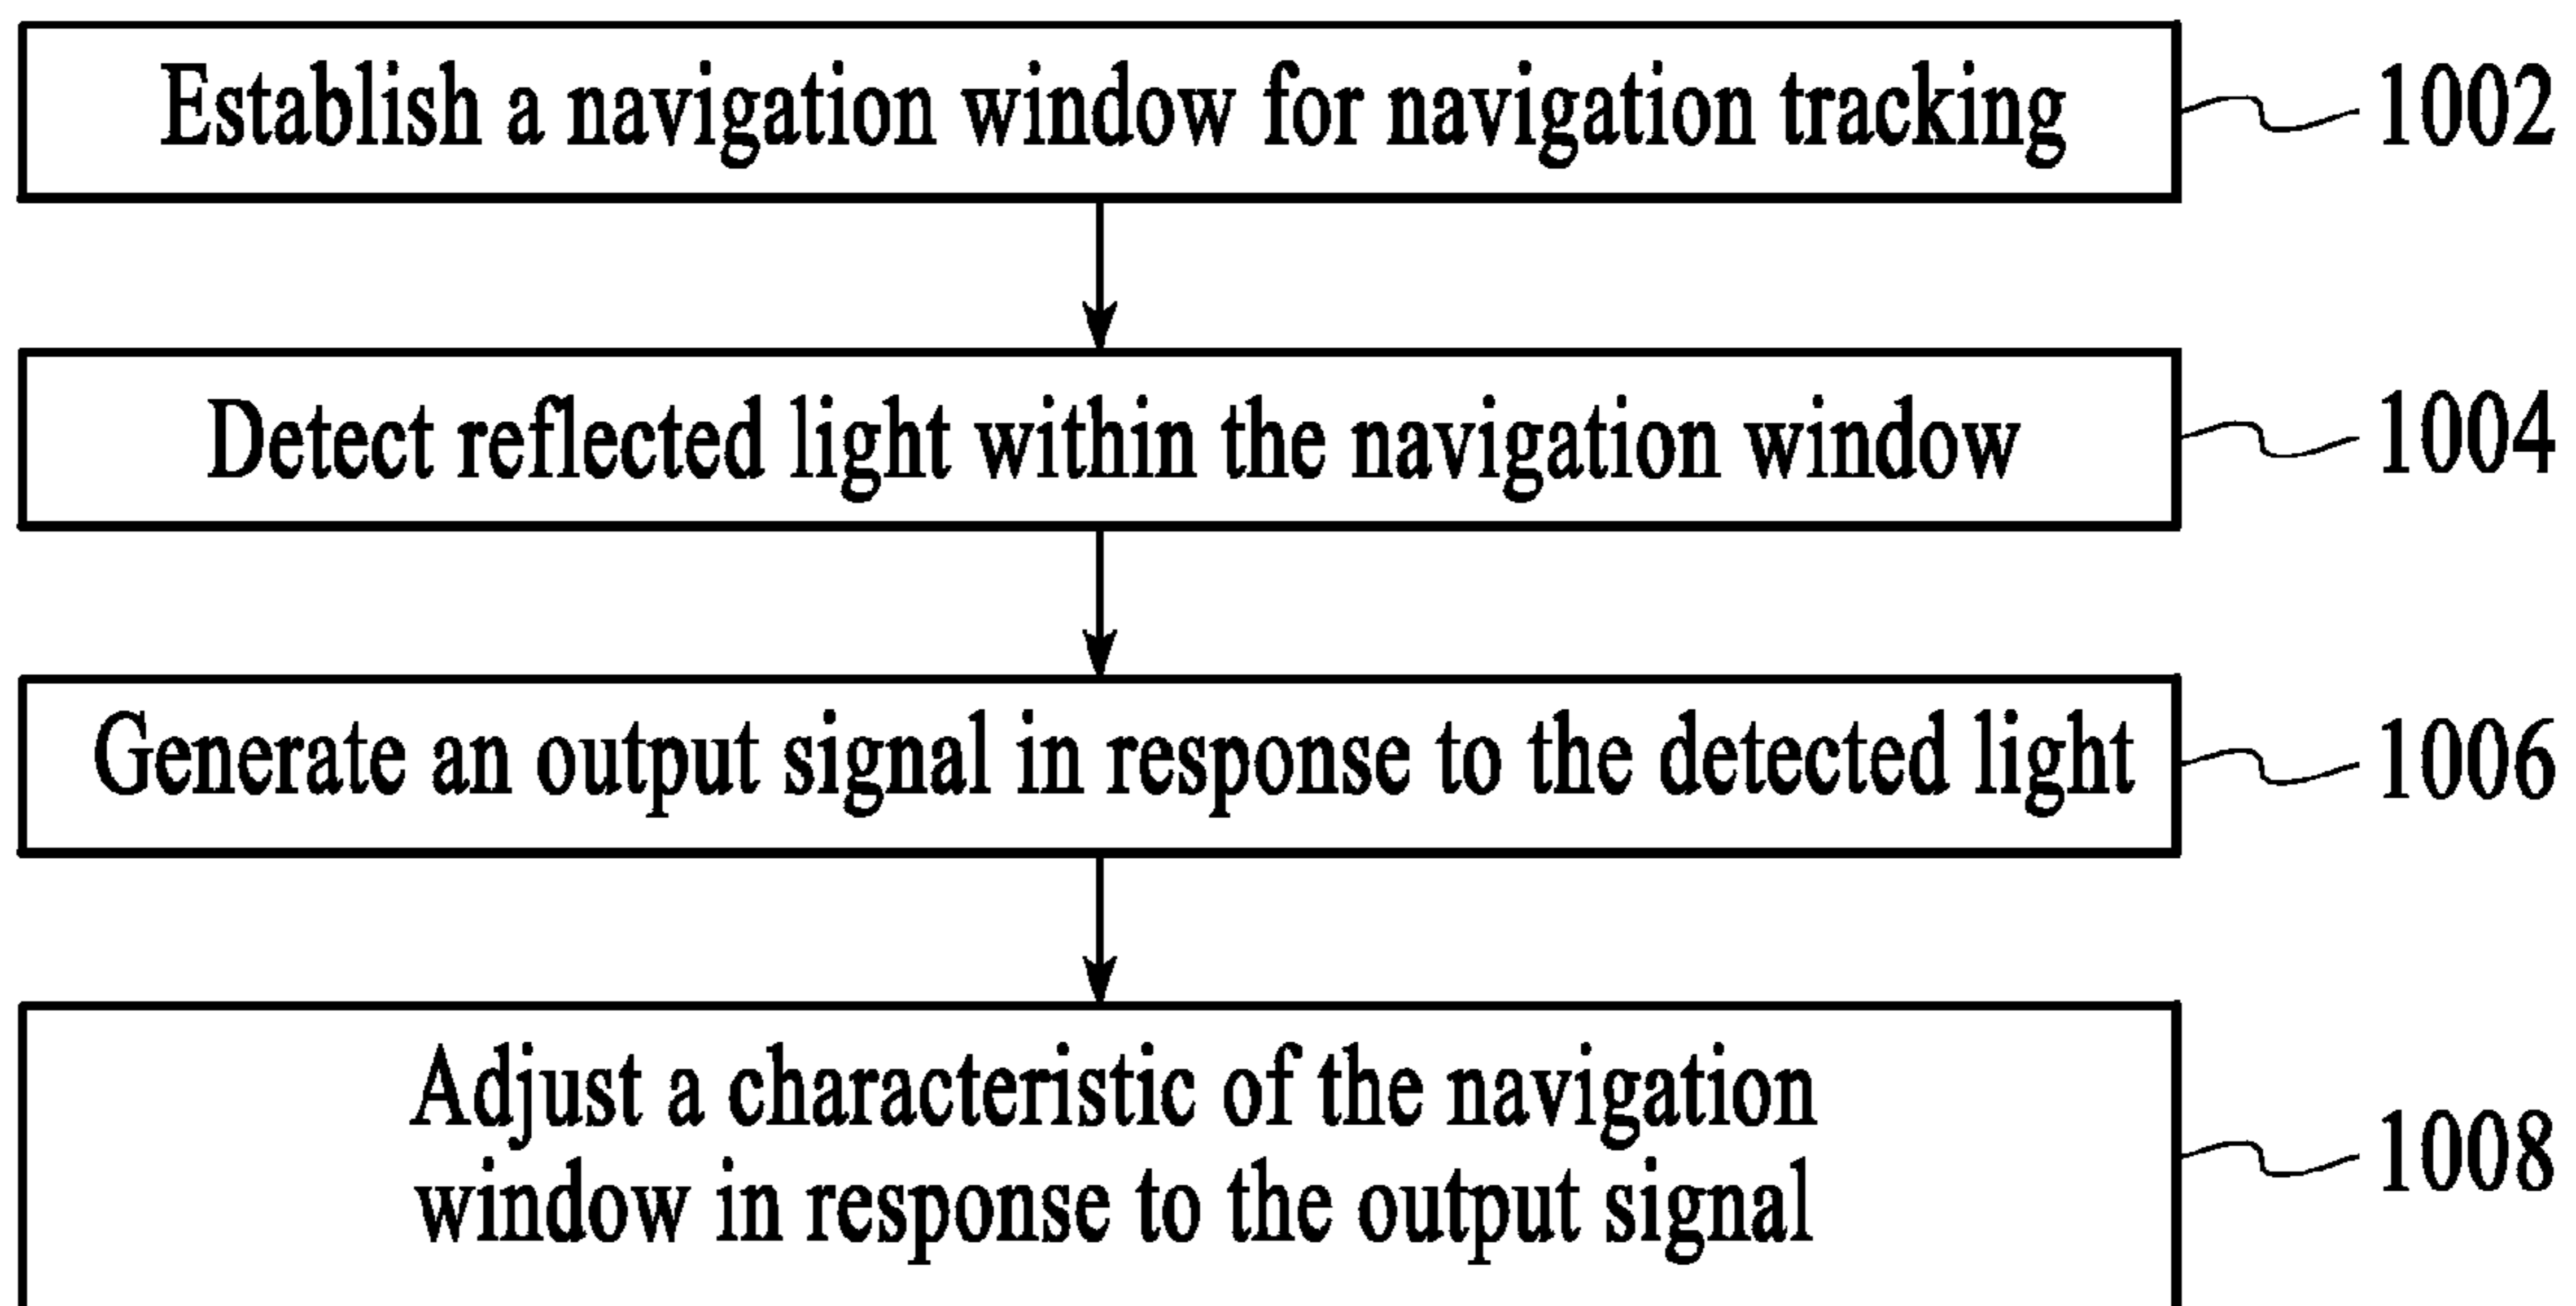 Establish a navigation window for navigation tracking
1002
Detect reflected light within the navigation window
1004
Generate an output signal in response to the detected light
1006
Adjust a characteristic of the navigation
window in response to the output signal
1008